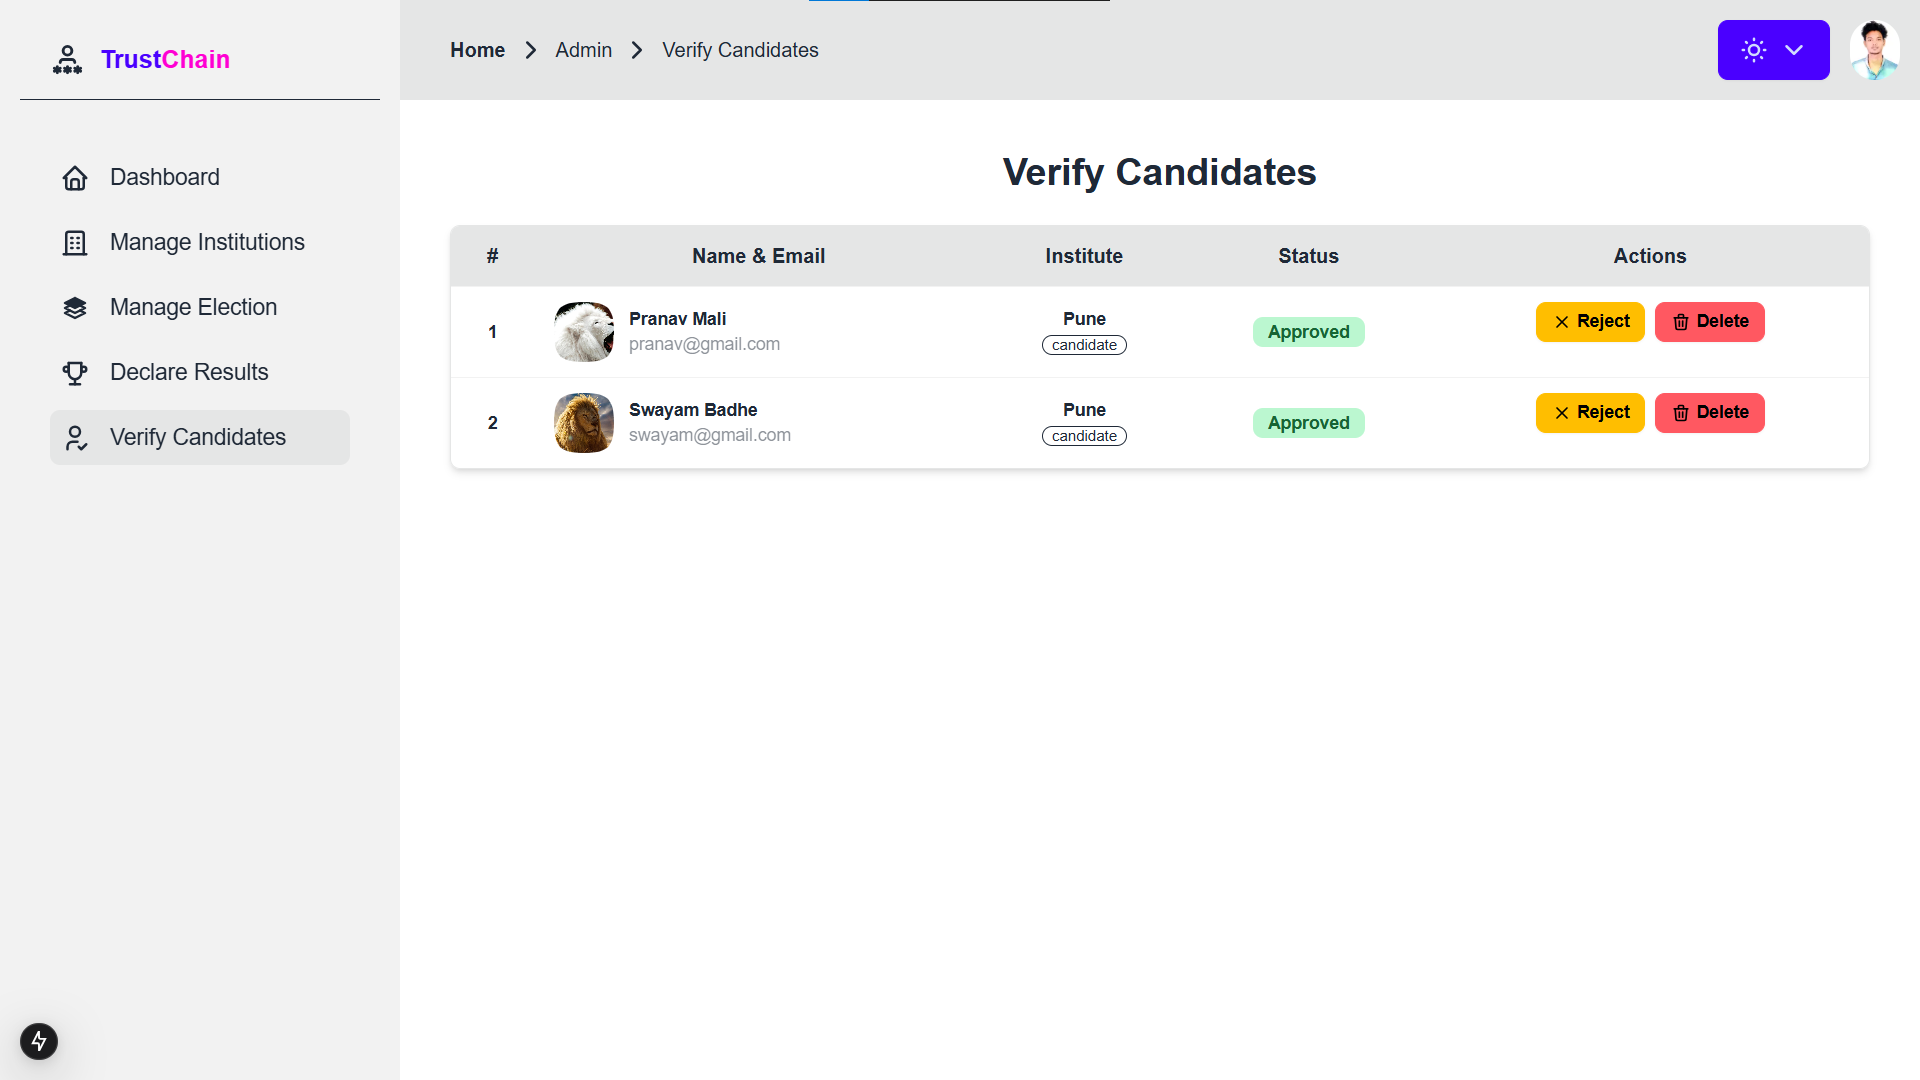 TrustChain
Home > Admin > Verify Candidates
Dashboard
Manage Institutions
Manage Election
Declare Results
Verify Candidates
Verify Candidates
# Name & Email Institute Status Actions
1 Pranav Mali Pune Approved Reject Delete
pranav@gmail.com candidate
2 Swayam Badhe Pune Approved Reject Delete
swayam@gmail.com candidate